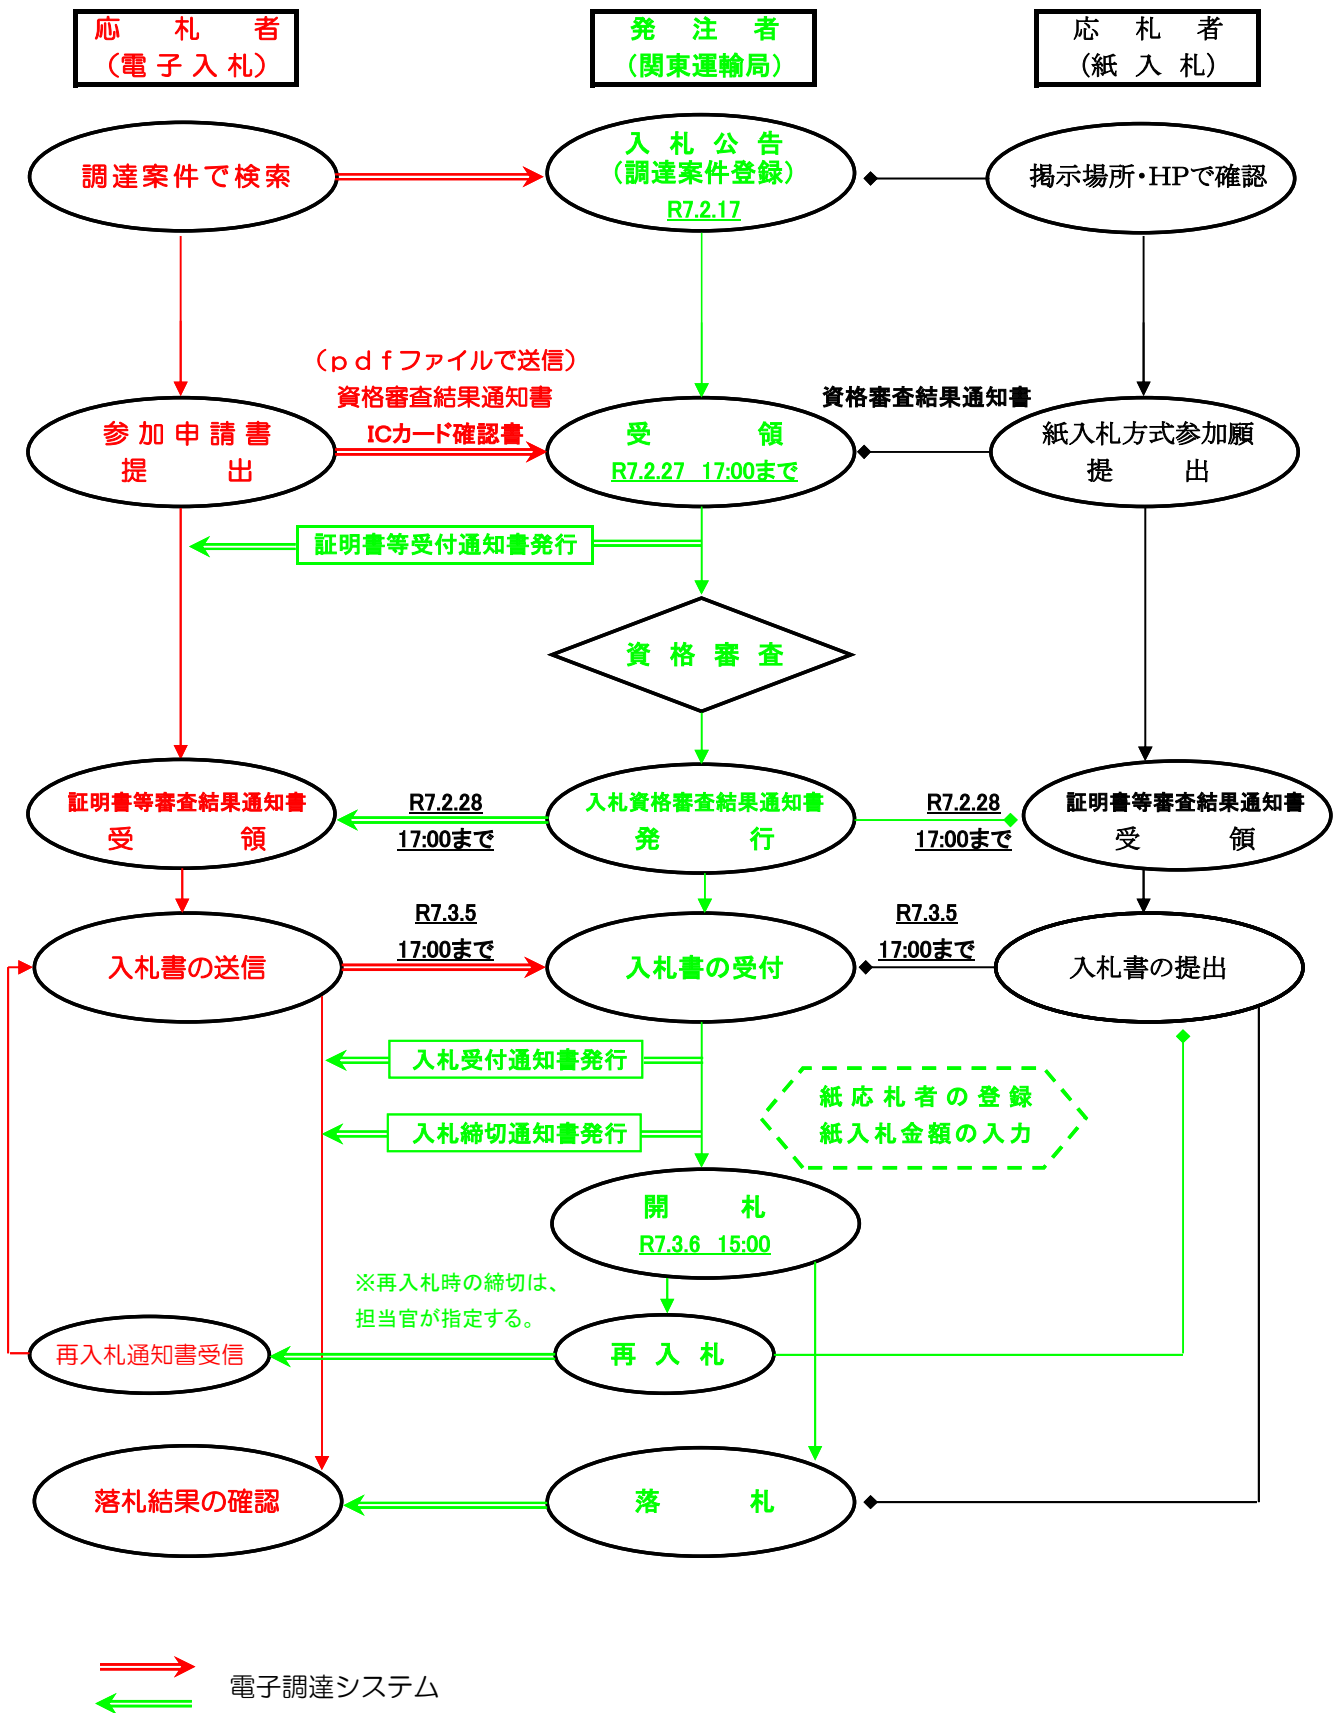 応札者
（電子入札）
発注者
（関東運輸局）
応札者
（紙入札）
調達案件で検索
入札公告
（調達案件登録）
R7.2.17
掲示場所・HPで確認
（ｐｄｆファイルで送信）
資格審査結果通知書
ICカード確認書
資格審査結果通知書
参加申請書
提出
受領
R7.2.27 17:00まで
紙入札方式参加願
提出
証明書等受付通知書発行
資格審査
証明書等審査結果通知書
受領
R7.2.28
17:00まで
入札資格審査結果通知書
発行
R7.2.28
17:00まで
証明書等審査結果通知書
受領
R7.3.5
17:00まで
R7.3.5
17:00まで
入札書の送信
入札書の受付
入札書の提出
入札受付通知書発行
紙応札者の登録
紙入札金額の入力
入札締切通知書発行
開札
R7.3.6 15:00
※再入札時の締切は、
担当官が指定する。
再入札通知書受信
再入札
落札結果の確認
落札
電子調達システム